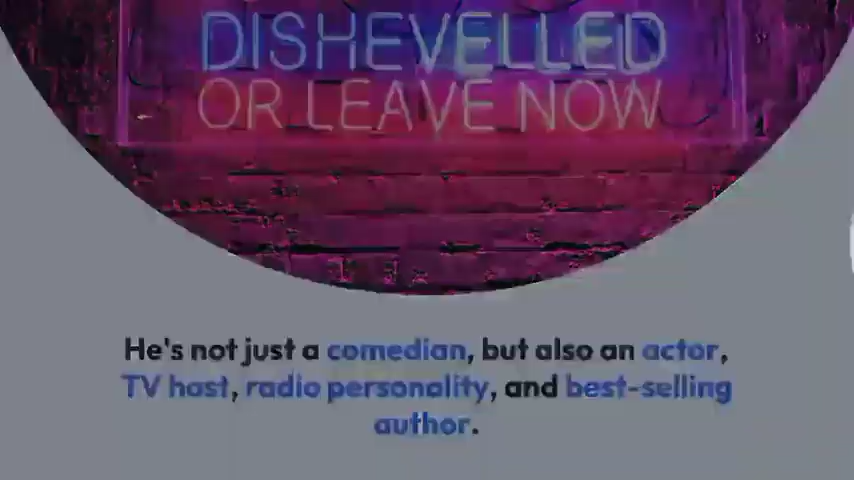 DISHEVELLED
OR LEAVE NOW
He's not just a comedian, but also an actor,
TV host, radio personality, and best-selling
author.